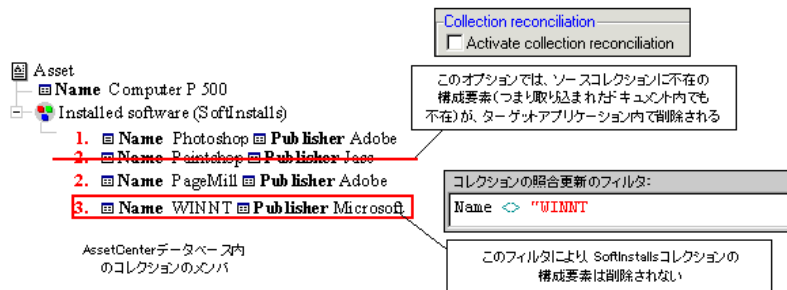 Collection reconciliation
Activate collection reconciliation
Asset
Name Computer P 500
Installed software (SoftInstalls)
1. Name Photoshop Publisher Adobe
2. Name Paintshop Publisher Jasc
2. Name PageMill Publisher Adobe
3. Name WINNT Publisher Microsoft
このオプションでは、ソースコレクションに不在の
構成要素(つまり取り込まれたドキュメント内でも
不在)が、ターゲットアプリケーション内で削除される
コレクションの照合更新のフィルタ:
Name <> "WINNT
AssetCenterデータベース内
のコレクションのメンバ
このフィルタにより、SoftInstallsコレクションの
構成要素は削除されない